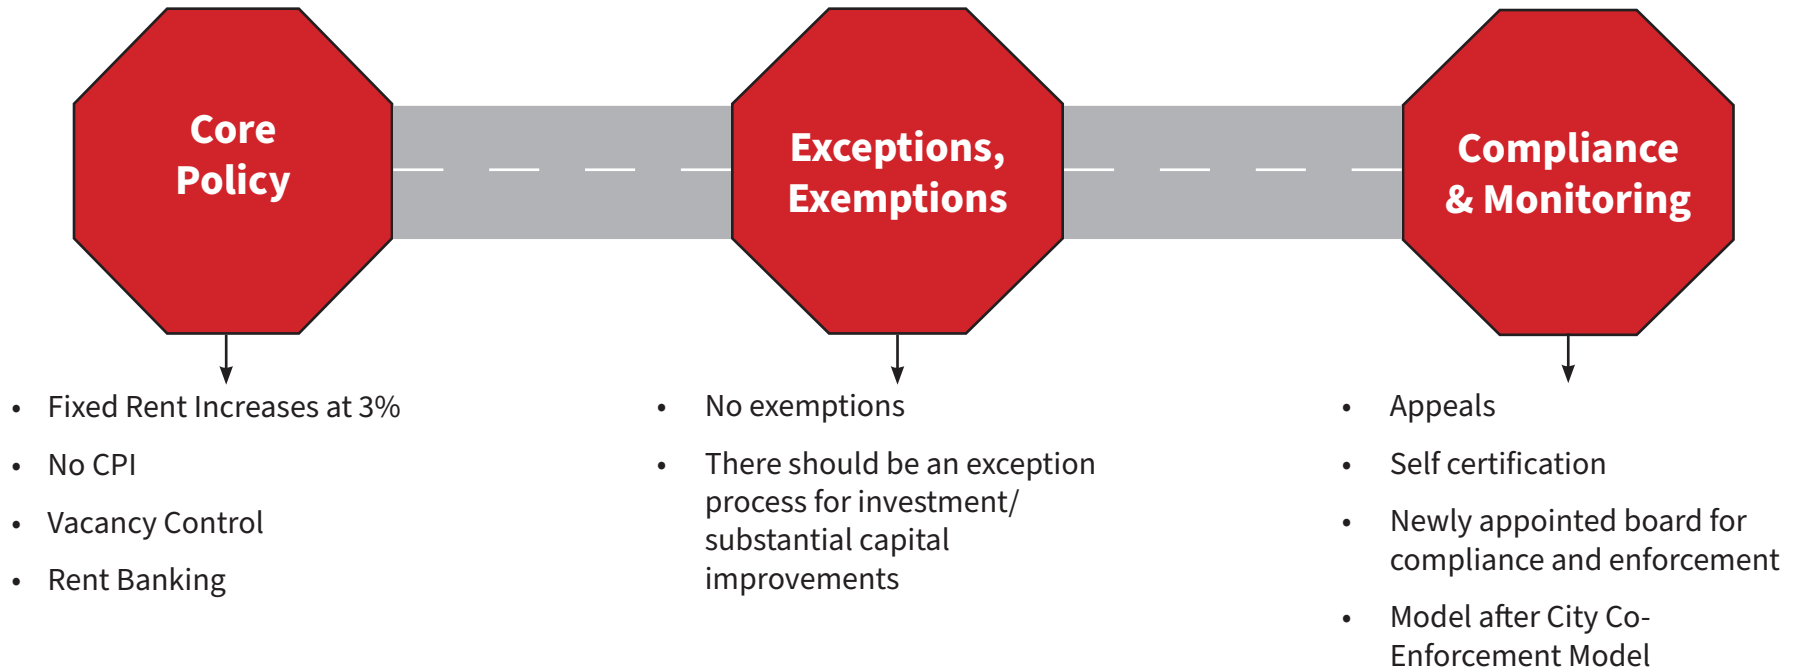 Core
Policy
Exceptions,
Exemptions
Compliance
& Monitoring
• Fixed Rent Increases at 3%
• No CPI
• Vacancy Control
• Rent Banking
• No exemptions
• There should be an exception
process for investment/
substantial capital
improvements
• Appeals
• Self certification
• Newly appointed board for
compliance and enforcement
• Model after City Co-
Enforcement Model